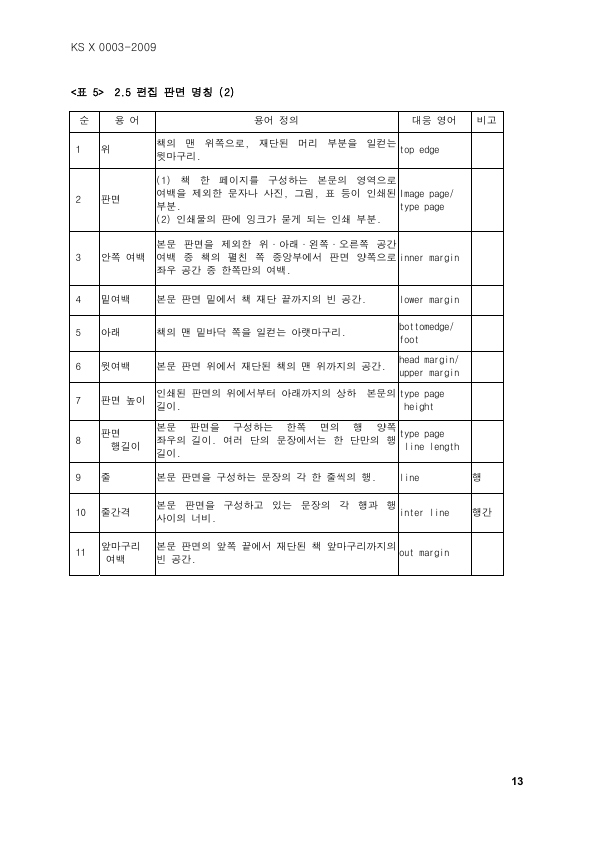 KS X 0003-2009
<표 5> 2.5 편집 판면 명칭 (2)
순 용 어 용어 정의 대응 영어 비고
1 위 책의 맨 위쪽으로, 재단된 머리 부분을 일컫는 top edge
윗마구리.
2 판면 (1) 책 한 페이지를 구성하는 본문의 영역으로 Image page/
여백을 제외한 문자나 사진, 그림, 표 등이 인쇄된 type page
부분.
(2) 인쇄물의 판에 잉크가 묻게 되는 인쇄 부분.
3 안쪽 여백 본문 판면을 제외한 위·아래·왼쪽·오른쪽 공간 inner margin
여백 중 책의 펼친 쪽 중앙부에서 판면 양쪽으로
좌우 공간 중 한쪽만의 여백.
4 밑여백 본문 판면 밑에서 책 재단 끝까지의 빈 공간. lower margin
5 아래 책의 맨 밑바닥 쪽을 일컫는 아랫마구리. bottomedge/
foot
6 윗여백 본문 판면 위에서 재단된 책의 맨 위까지의 공간. head margin/
upper margin
7 판면 높이 인쇄된 판면의 위에서부터 아래까지의 상하 본문의 type page
길이. height
8 판면 본문 판면을 구성하는 한쪽 면의 행 양쪽 type page
행길이 좌우의 길이. 여러 단의 문장에서는 한 단만의 행 line length
길이.
9 줄 본문 판면을 구성하는 문장의 각 한 줄씩의 행. line 행
10 줄간격 본문 판면을 구성하고 있는 문장의 각 행과 행 inter line 행간
사이의 너비.
11 앞마구리 본문 판면의 앞쪽 끝에서 재단된 책 앞마구리까지의 out margin
여백 빈 공간.
13